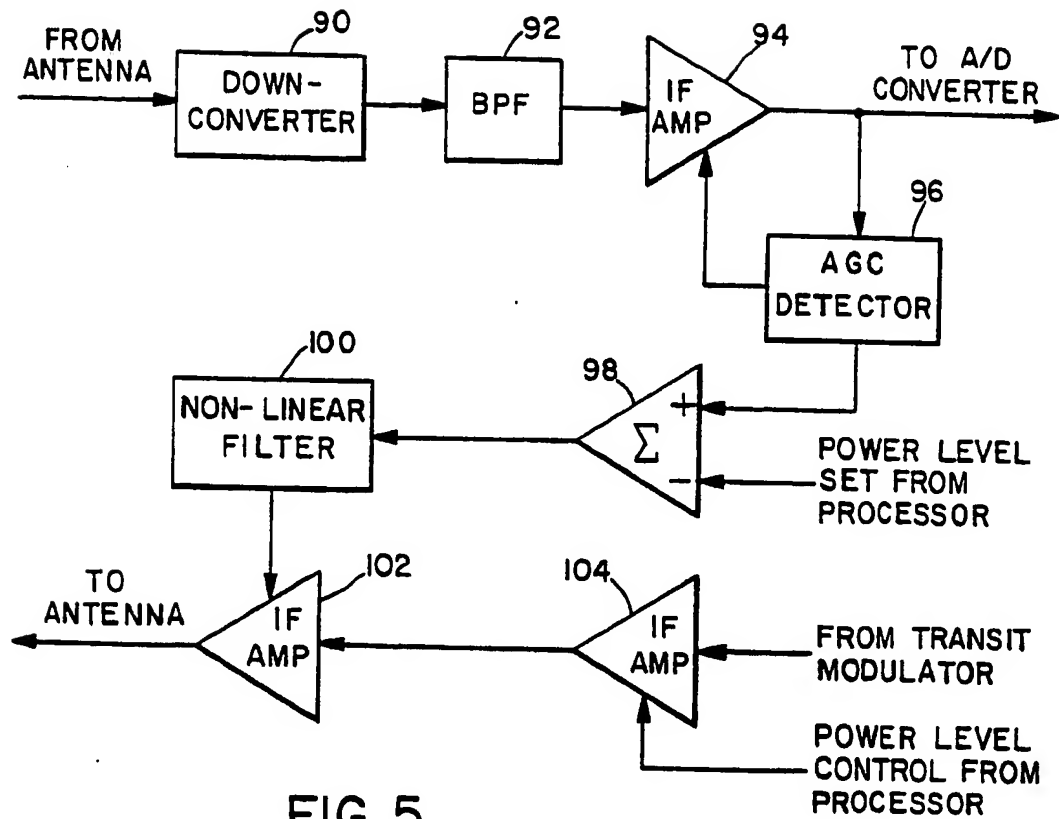 FROM
ANTENNA
90
DOWN-
CONVERTER
92
BPF
94
IF
AMP
TO A/D
CONVERTER
96
AGC
DETECTOR
100
NON-LINEAR
FILTER
98
Σ
+
-
POWER LEVEL
SET FROM
PROCESSOR
TO
ANTENNA
102
IF
AMP
104
IF
AMP
FROM TRANSIT
MODULATOR
POWER LEVEL
CONTROL FROM
PROCESSOR
FIG. 5